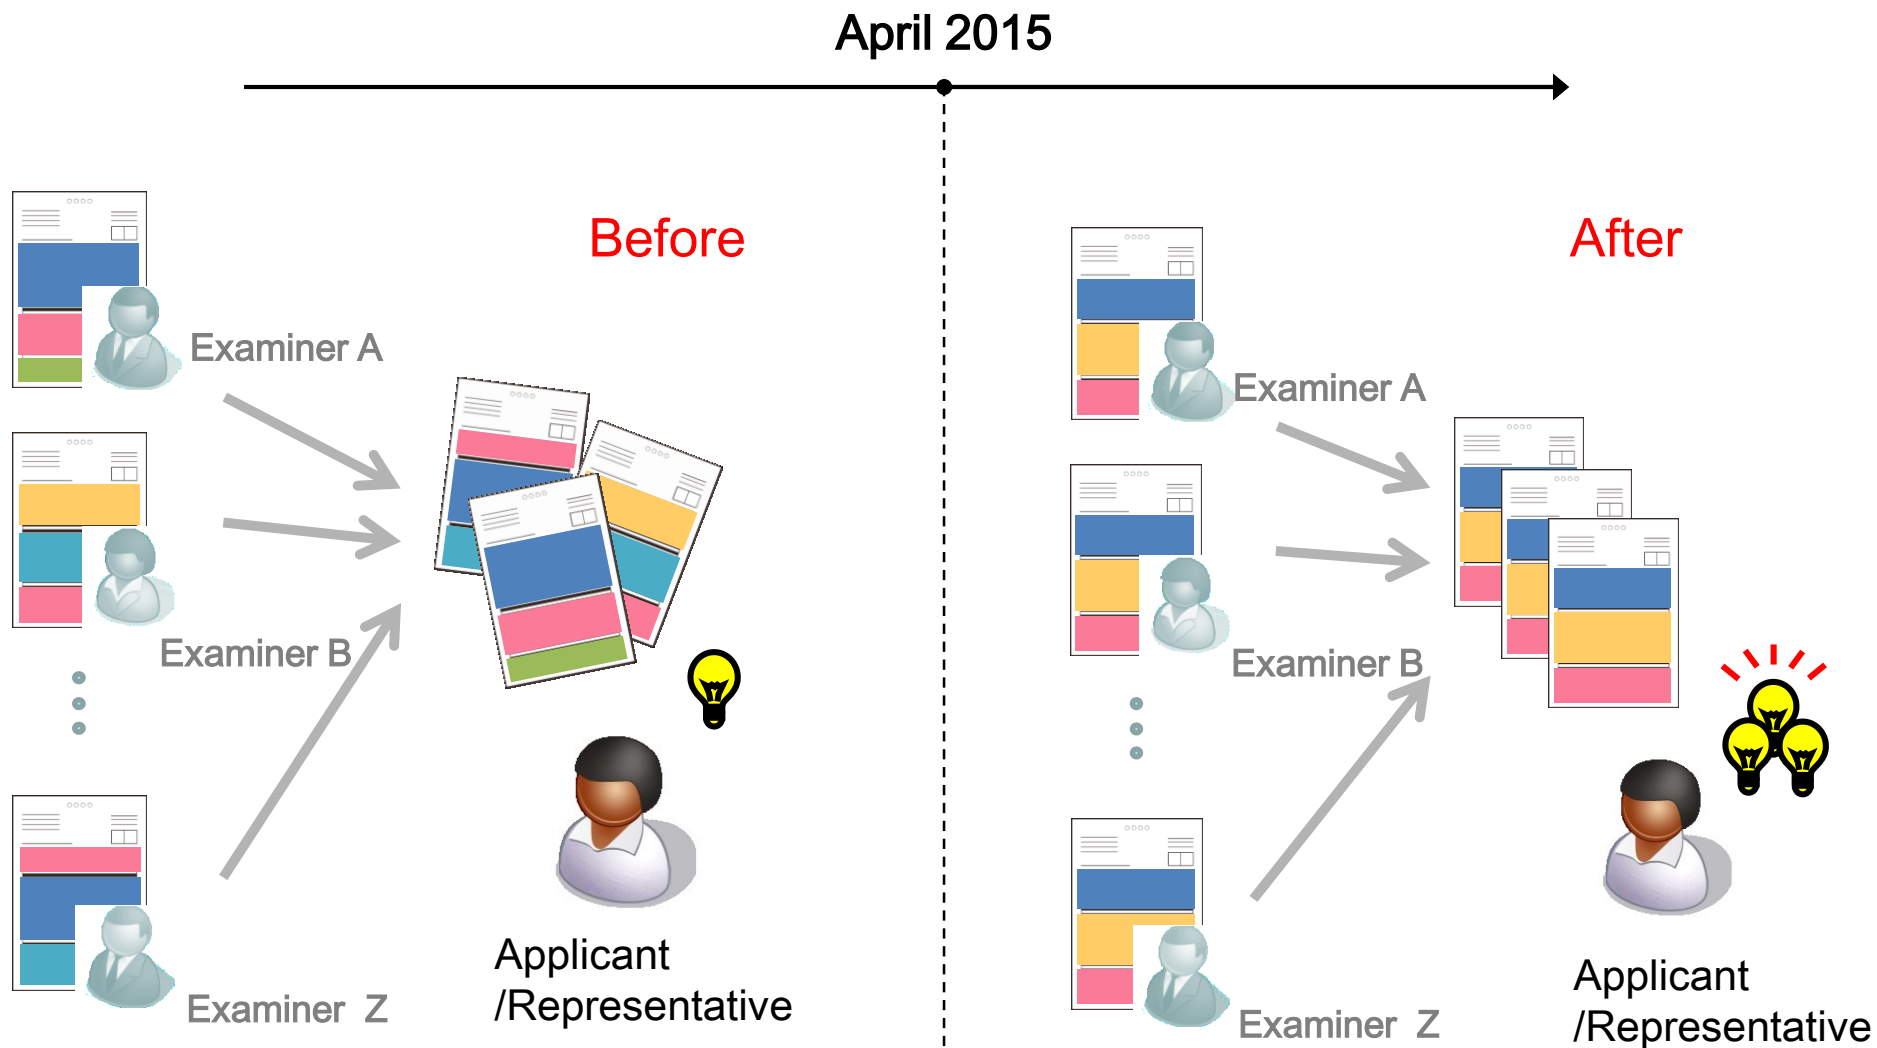 April 2015
Before
After
Examiner A
Examiner A
Examiner B
Examiner B
Applicant
/Representative
Examiner Z
Applicant
/Representative
Examiner Z